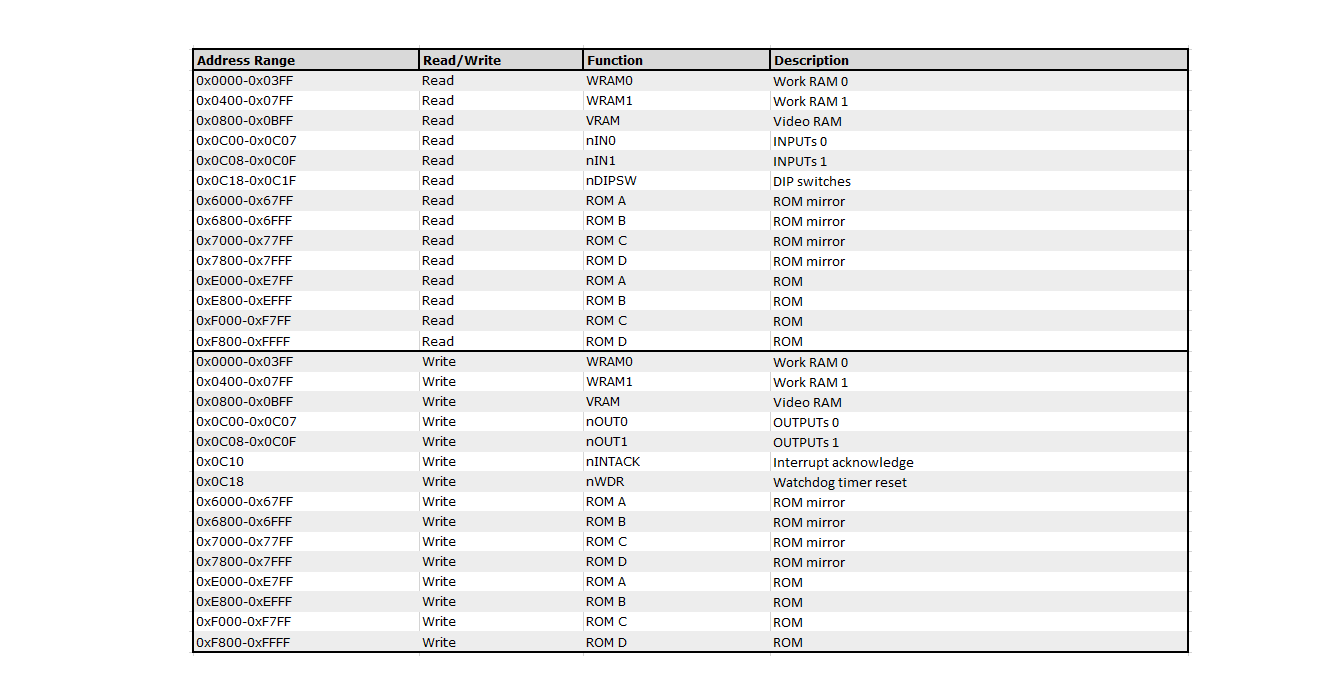 Address Range Read/Write Function Description
0x0000-0x03FF Read WRAM0 Work RAM 0
0x0400-0x07FF Read WRAM1 Work RAM 1
0x0800-0x0BFF Read VRAM Video RAM
0x0C00-0x0C07 Read nIN0 INPUTs 0
0x0C08-0x0C0F Read nIN1 INPUTs 1
0x0C18-0x0C1F Read nDIPSW DIP switches
0x6000-0x67FF Read ROM A ROM mirror
0x6800-0x6FFF Read ROM B ROM mirror
0x7000-0x77FF Read ROM C ROM mirror
0x7800-0x7FFF Read ROM D ROM mirror
0xE000-0xE7FF Read ROM A ROM
0xE800-0xEFFF Read ROM B ROM
0xF000-0xF7FF Read ROM C ROM
0xF800-0xFFFF Read ROM D ROM
0x0000-0x03FF Write WRAM0 Work RAM 0
0x0400-0x07FF Write WRAM1 Work RAM 1
0x0800-0x0BFF Write VRAM Video RAM
0x0C00-0x0C07 Write nOUT0 OUTPUTs 0
0x0C08-0x0C0F Write nOUT1 OUTPUTs 1
0x0C10 Write nINTACK Interrupt acknowledge
0x0C18 Write nWDR Watchdog timer reset
0x6000-0x67FF Write ROM A ROM mirror
0x6800-0x6FFF Write ROM B ROM mirror
0x7000-0x77FF Write ROM C ROM mirror
0x7800-0x7FFF Write ROM D ROM mirror
0xE000-0xE7FF Write ROM A ROM
0xE800-0xEFFF Write ROM B ROM
0xF000-0xF7FF Write ROM C ROM
0xF800-0xFFFF Write ROM D ROM